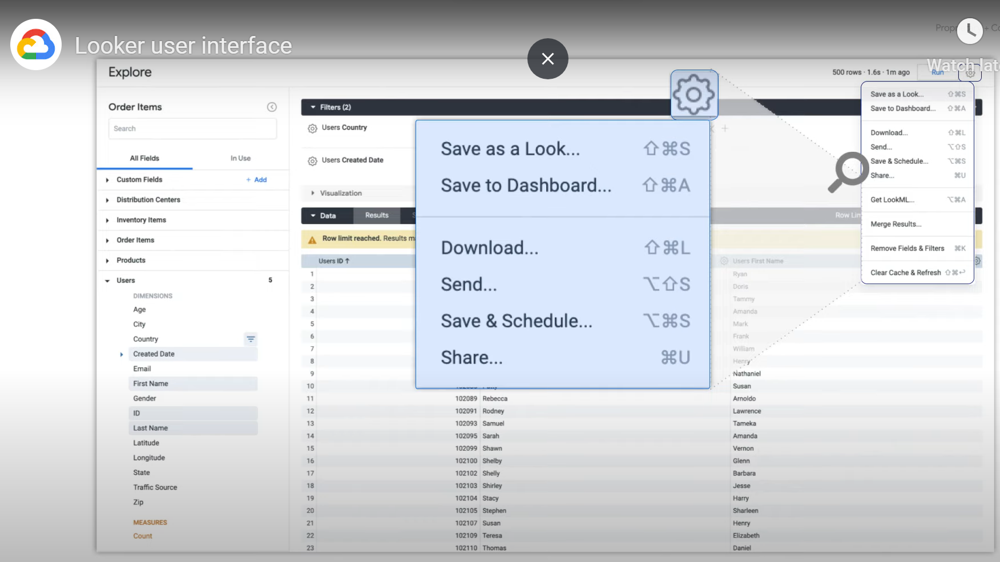 Looker user interface
Watch
Explore
500 rows · 1.6s · 1m ago
Run
Order Items
Search
All Fields
In Use
Custom Fields
+ Add
Distribution Centers
Inventory Items
Order Items
Products
Users
5
DIMENSIONS
Age
City
Country
Created Date
Email
First Name
Gender
ID
Last Name
Latitude
Longitude
State
Traffic Source
Zip
MEASURES
Count
Filters (2)
Users Country
Users Created Date
Visualization
Data
Results
Row
Row limit reached. Results
Users ID ↑
Users First Name
Save as a Look... ⇧⌘S
Save to Dashboard... ⇧⌘A
Download... ⇧⌘L
Send... ⌥⇧S
Save & Schedule... ⌥⌘S
Share... ⌘U
Save as a Look... ⇧⌘S
Save to Dashboard... ⇧⌘A
Download... ⇧⌘L
Send... ⌥⇧S
Save & Schedule... ⌥⌘S
Share... ⌘U
Get LookML... ⌥⌘A
Merge Results...
Remove Fields & Filters ⌘K
Clear Cache & Refresh ⇧⌘↩
1 Ryan
2 Doris
3 Tammy
4 Amanda
5 Mark
6 Frank
7 William
8 Henry
9 Nathaniel
10 Susan
11 102089 Rebecca Arnoldo
12 102091 Rodney Lawrence
13 102093 Samuel Tameka
14 102095 Sarah Amanda
15 102099 Shawn Vernon
16 102100 Shelby Glenn
17 102102 Shelly Barbara
18 102103 Shirley Jesse
19 102104 Stacy Harry
20 102105 Stephen Sharleen
21 102107 Susan Henry
22 102109 Teresa Elizabeth
23 102110 Thomas Daniel